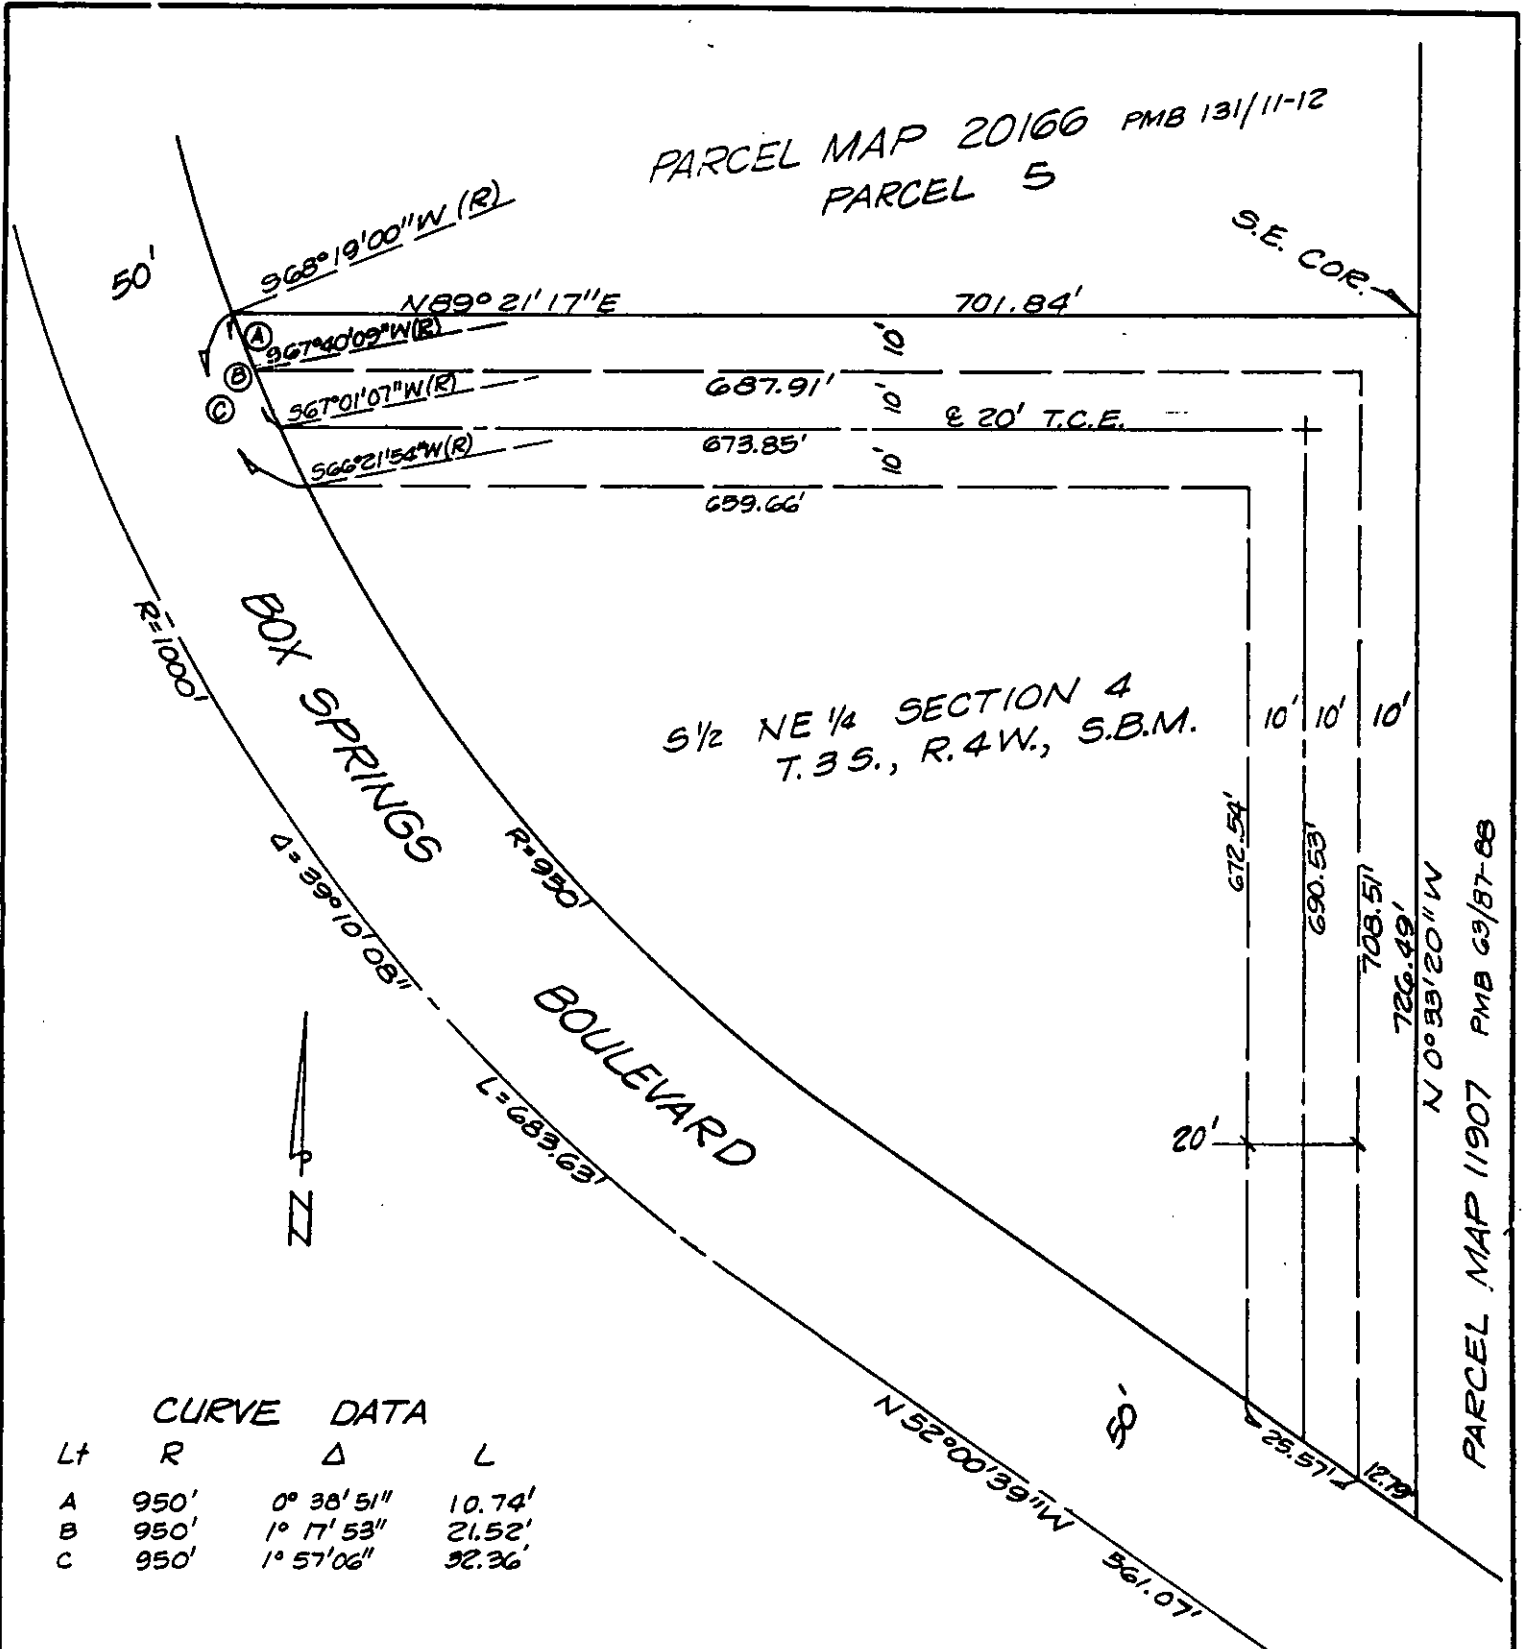 PARCEL MAP 20166 PMB 131/11-12
PARCEL 5
S.E. COR.
50'
S68°19'00"W (R)
N89°21'17"E 701.84'
A
S67°40'09"W(R)
10'
B
687.91'
S67°01'07"W(R)
10'
C
℄ 20' T.C.E.
673.85'
S66°21'54"W(R)
10'
659.66'
R=1000'
BOX SPRINGS
BOULEVARD
S 1/2 NE 1/4 SECTION 4
T. 3 S., R. 4 W., S.B.M.
10' 10' 10'
R=950'
Δ=39°10'08"
L=683.63'
672.54'
690.53'
708.51'
726.49'
N 0°33'20"W
PARCEL MAP 11907 PMB 63/87-88
20'
N
50'
25.57'
12.79'
N 52°00'39"W 561.07'
CURVE DATA
Lt R Δ L
A 950' 0° 38'51" 10.74'
B 950' 1° 17'53" 21.52'
C 950' 1° 57'06" 32.36'